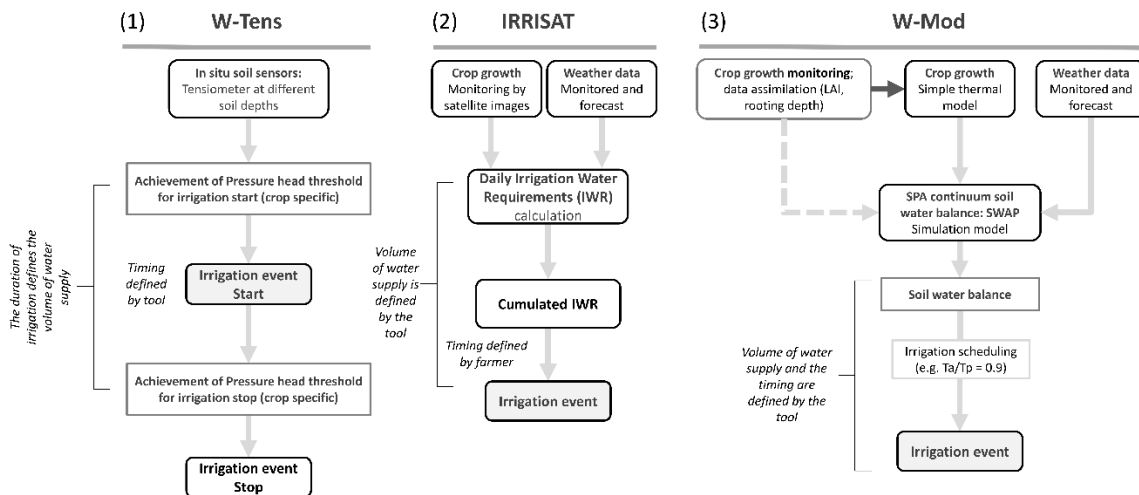 (1) W-Tens
In situ soil sensors:
Tensiometer at different
soil depths
Achievement of Pressure head threshold
for irrigation start (crop specific)
The duration of
irrigation defines the
volume of water
supply
Timing
defined
by tool
Irrigation event
Start
Achievement of Pressure head threshold
for irrigation stop (crop specific)
Irrigation event
Stop
(2) IRRISAT
Crop growth
Monitoring by
satellite images
Weather data
Monitored and
forecast
Daily Irrigation Water
Requirements (IWR)
calculation
Volume
of water
supply is
defined
by the
tool
Cumulated IWR
Timing defined
by farmer
Irrigation event
(3) W-Mod
Crop growth monitoring;
data assimilation (LAI,
rooting depth)
Crop growth
Simple thermal
model
Weather data
Monitored and
forecast
SPA continuum soil
water balance: SWAP
Simulation model
Soil water balance
Volume of water
supply and the
timing are
defined by the
tool
Irrigation scheduling
(e.g. Ta/Tp = 0.9)
Irrigation event